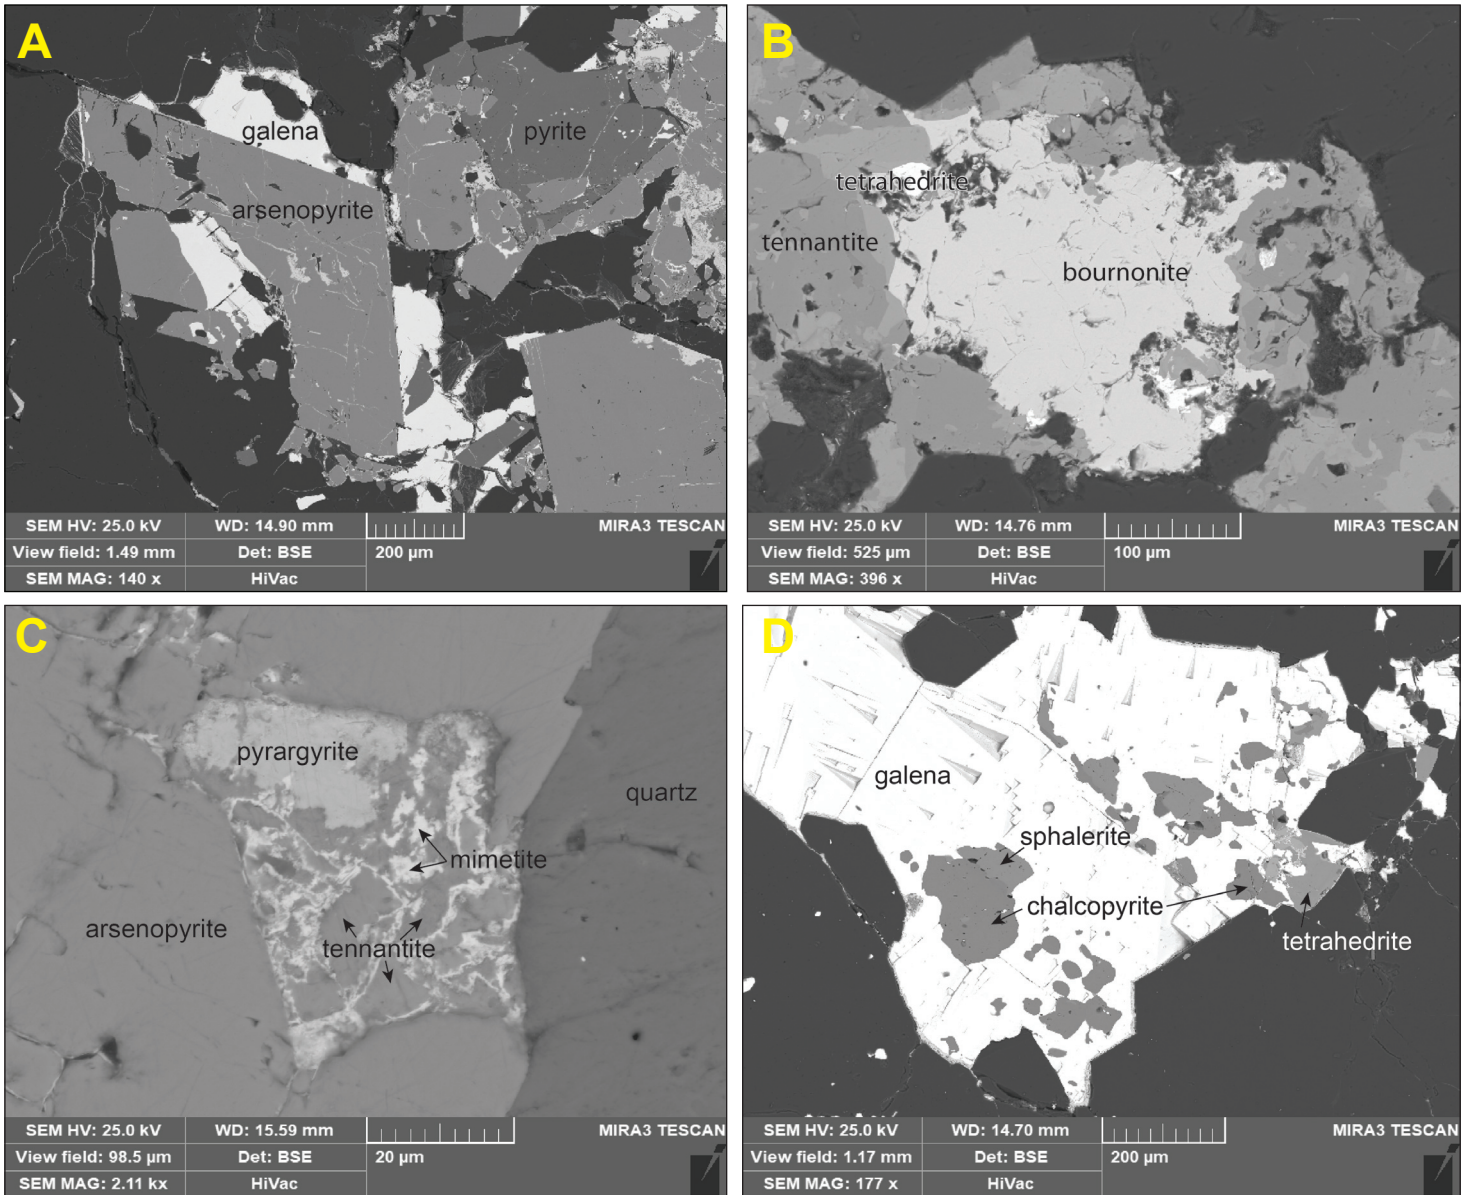 A
galena
pyrite
arsenopyrite
SEM HV: 25.0 kV
WD: 14.90 mm
MIRA3 TESCAN
View field: 1.49 mm
Det: BSE
200 µm
SEM MAG: 140 x
HiVac
B
tetrahedrite
tennantite
bournonite
SEM HV: 25.0 kV
WD: 14.76 mm
MIRA3 TESCAN
View field: 525 µm
Det: BSE
100 µm
SEM MAG: 396 x
HiVac
C
pyrargyrite
quartz
mimetite
arsenopyrite
tennantite
SEM HV: 25.0 kV
WD: 15.59 mm
MIRA3 TESCAN
View field: 98.5 µm
Det: BSE
20 µm
SEM MAG: 2.11 kx
HiVac
D
galena
sphalerite
chalcopyrite
tetrahedrite
SEM HV: 25.0 kV
WD: 14.70 mm
MIRA3 TESCAN
View field: 1.17 mm
Det: BSE
200 µm
SEM MAG: 177 x
HiVac